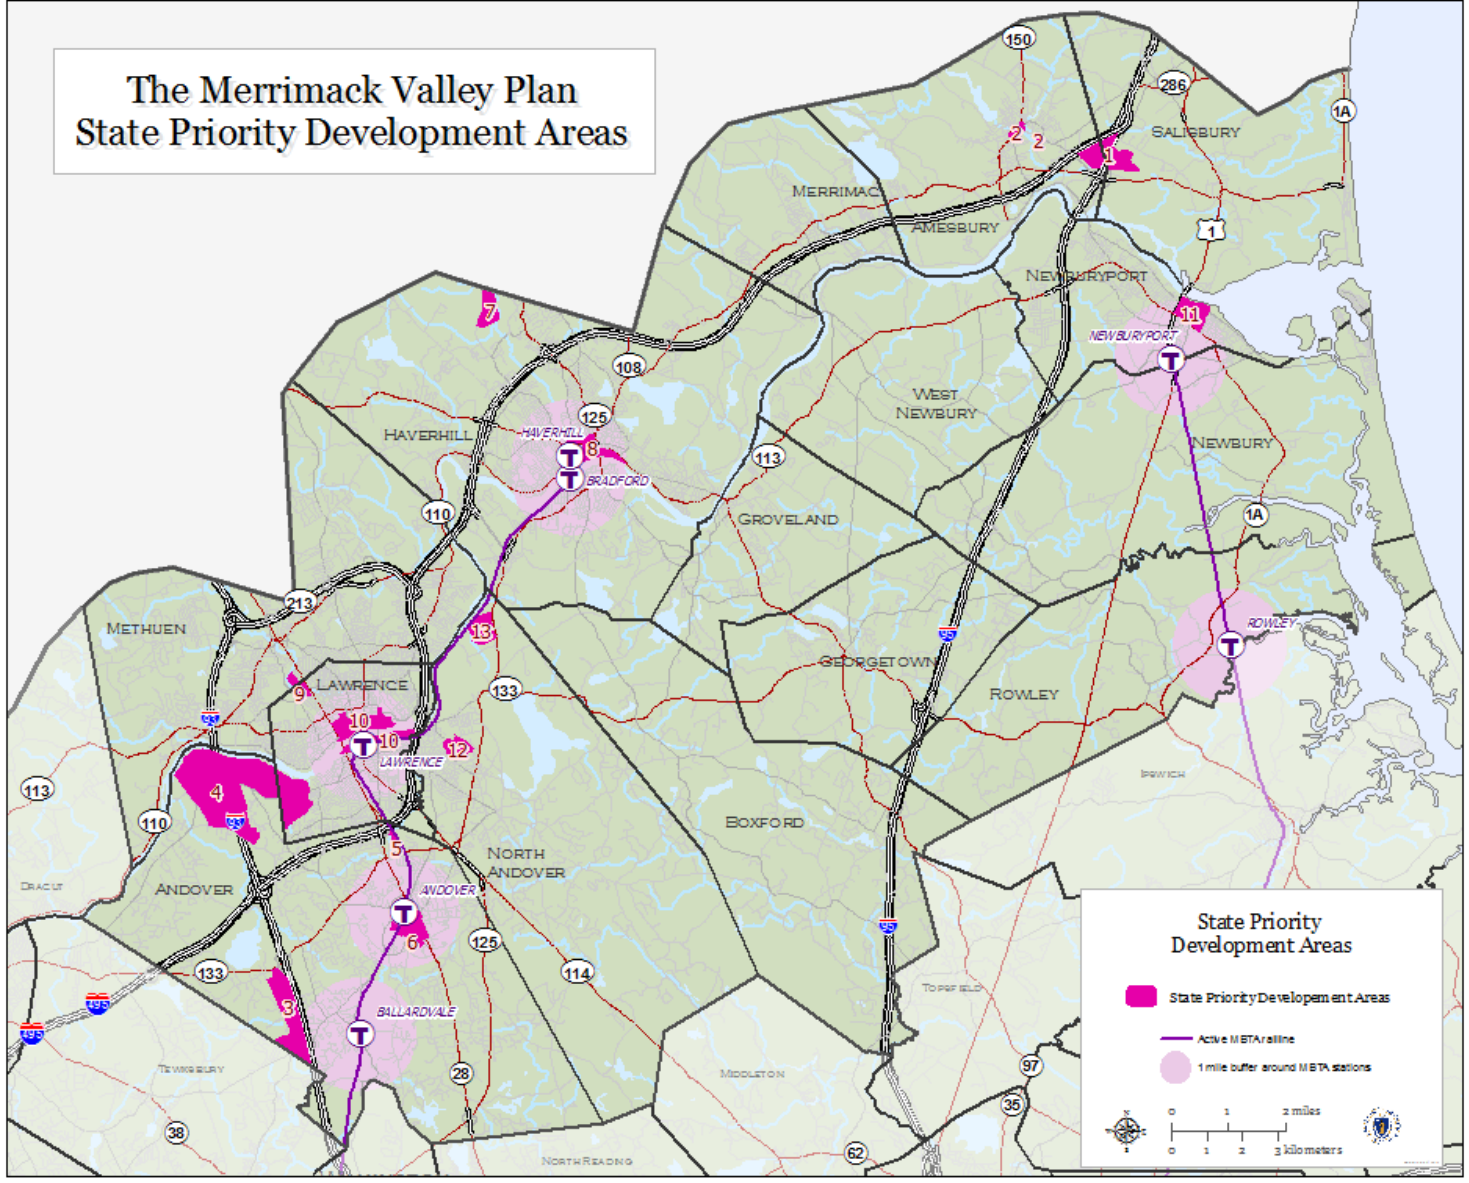 The Merrimack Valley Plan
State Priority Development Areas
150
286
1A
SALISBURY
2
2
1
MERRIMAC
AMESBURY
1
NEWBURYPORT
7
11
NEWBURYPORT
T
108
125
HAVERHILL
HAVERHILL
8
T
T
BRADFORD
WEST
NEWBURY
NEWBURY
113
110
GROVELAND
1A
213
METHUEN
13
95
ROWLEY
T
GEORGETOWN
LAWRENCE
9
133
ROWLEY
93
10
10
T
LAWRENCE
12
IPSWICH
113
4
110
93
BOXFORD
5
NORTH
ANDOVER
DRACUT
ANDOVER
ANDOVER
T
6
125
95
133
114
495
3
BALLARDVALE
T
495
TOPSFIELD
TEWKSBURY
28
MIDDLETON
97
35
38
62
NORTH READING
State Priority
Development Areas
State Priority Developement Areas
Active MBTA railline
1 mile buffer around MBTA stations
N
0 1 2 miles
0 1 2 3 kilometers